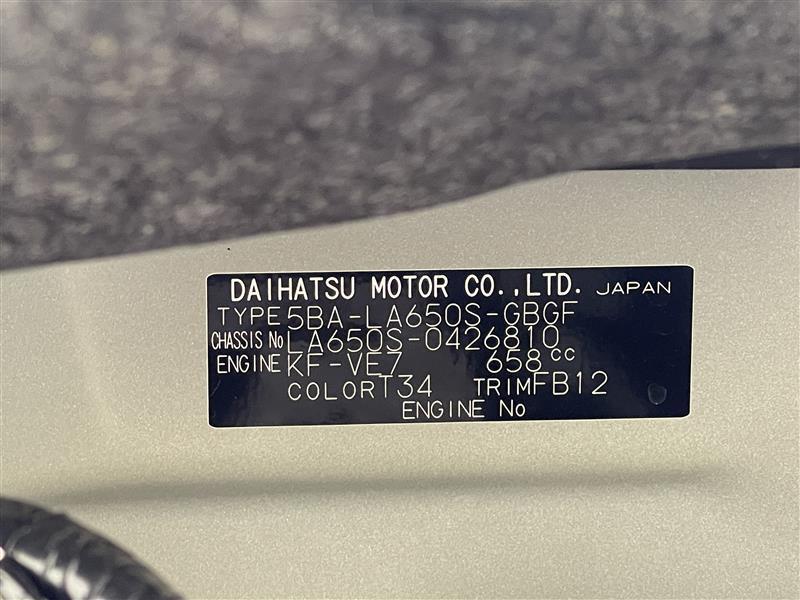 DAIHATSU MOTOR CO.,LTD. JAPAN
TYPE 5BA-LA650S-GBGF
CHASSIS No LA650S-0426810
ENGINE KF-VE7 658cc
COLOR T34 TRIM FB12
ENGINE No